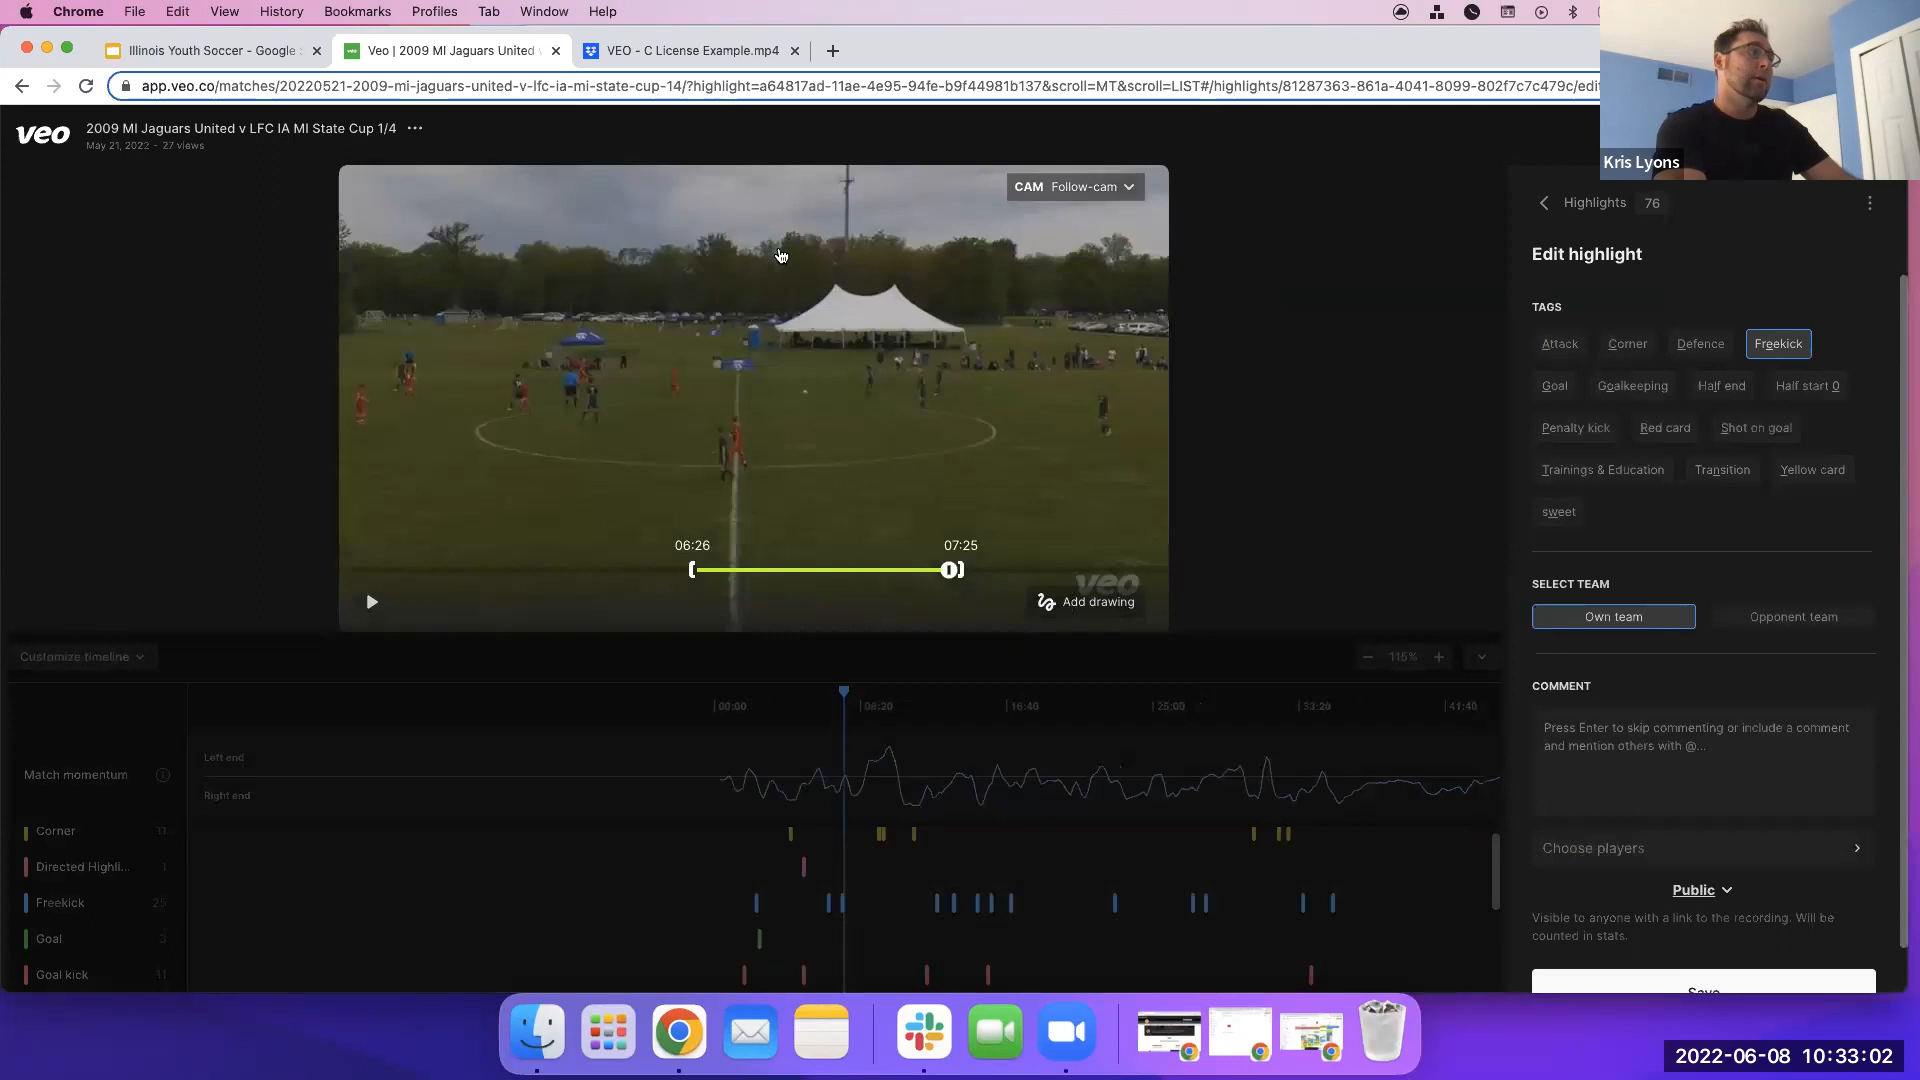 Chrome File Edit View History Bookmarks Profiles Tab Window Help
Illinois Youth Soccer - Google
Veo | 2009 MI Jaguars United
VEO - C License Example.mp4
app.veo.co/matches/20220521-2009-mi-jaguars-united-v-lfc-ia-mi-state-cup-14/?highlight=a64817ad-11ae-4e95-94fe-b9f44981b137&scroll=MT&scroll=LIST#/highlights/81287363-861a-4041-8099-802f7c7c479c/edi
Kris Lyons
veo
2009 MI Jaguars United v LFC IA MI State Cup 1/4 ···
May 21, 2022 - 27 views
CAM Follow-cam
Highlights 76
Edit highlight
TAGS
Attack Corner Defence Freekick
Goal Goalkeeping Half end Half start 0
Penalty kick Red card Shot on goal
Trainings & Education Transition Yellow card
sweet
06:26 07:25
veo
Add drawing
SELECT TEAM
Own team Opponent team
Customize timeline
115%
COMMENT
Press Enter to skip commenting or include a comment
and mention others with @...
00:00 08:20 16:40 25:00 33:20 41:40
Left end
Match momentum
Right end
Corner 11
Directed Highli... 1
Freekick 25
Goal 3
Goal kick 11
Choose players
Public
Visible to anyone with a link to the recording. Will be
counted in stats.
Save
2022-06-08 10:33:02